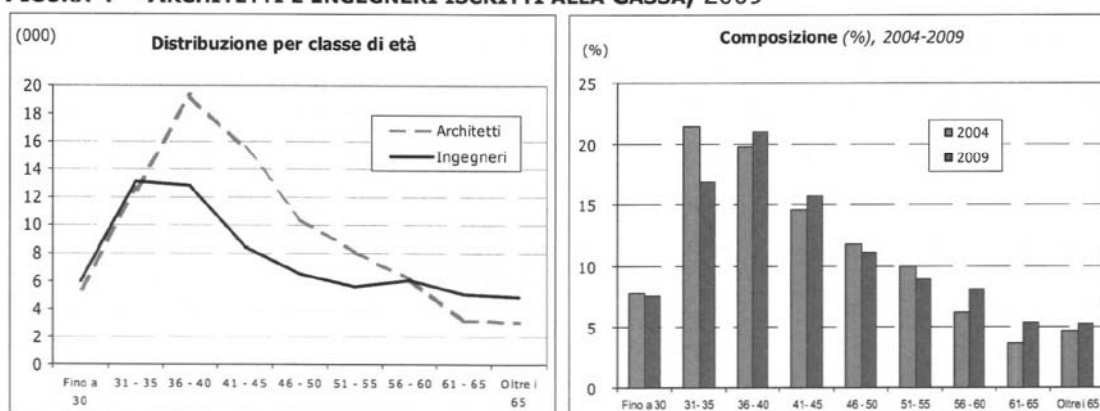 FIGURA 4 – ARCHITETTI E INGEGNERI ISCRITTI ALLA CASSA, 2009
(000)
Distribuzione per classe di età
20
18
16
14
12
10
8
6
4
2
0
Architetti
Ingegneri
Fino a 30
31 - 35
36 - 40
41 - 45
46 - 50
51 - 55
56 - 60
61 - 65
Oltre i 65
(%)
Composizione (%), 2004-2009
25
20
15
10
5
0
2004
2009
Fino a 30
31- 35
36 - 40
41- 45
46 - 50
51- 55
56 - 60
61- 65
Oltre i 65